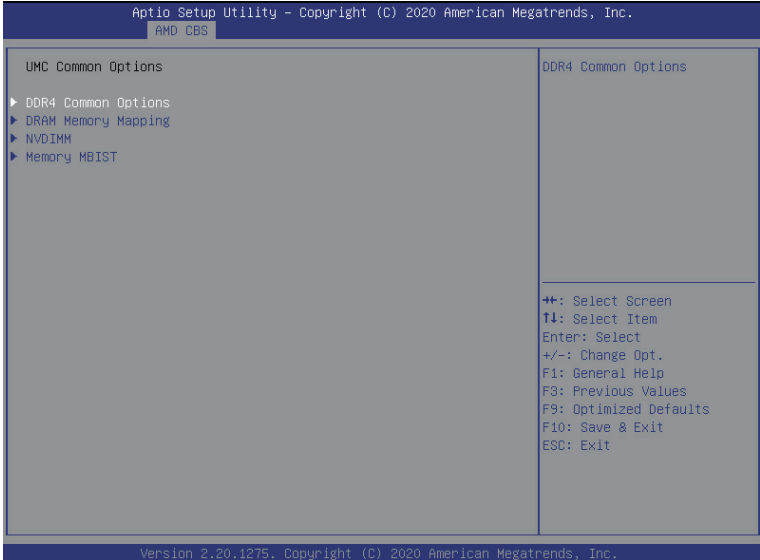 Aptio Setup Utility – Copyright (C) 2020 American Megatrends, Inc.
AMD CBS
UMC Common Options
DDR4 Common Options
DRAM Memory Mapping
NVDIMM
Memory MBIST
DDR4 Common Options
→←: Select Screen
↑↓: Select Item
Enter: Select
+/-: Change Opt.
F1: General Help
F3: Previous Values
F9: Optimized Defaults
F10: Save & Exit
ESC: Exit
Version 2.20.1275. Copyright (C) 2020 American Megatrends, Inc.